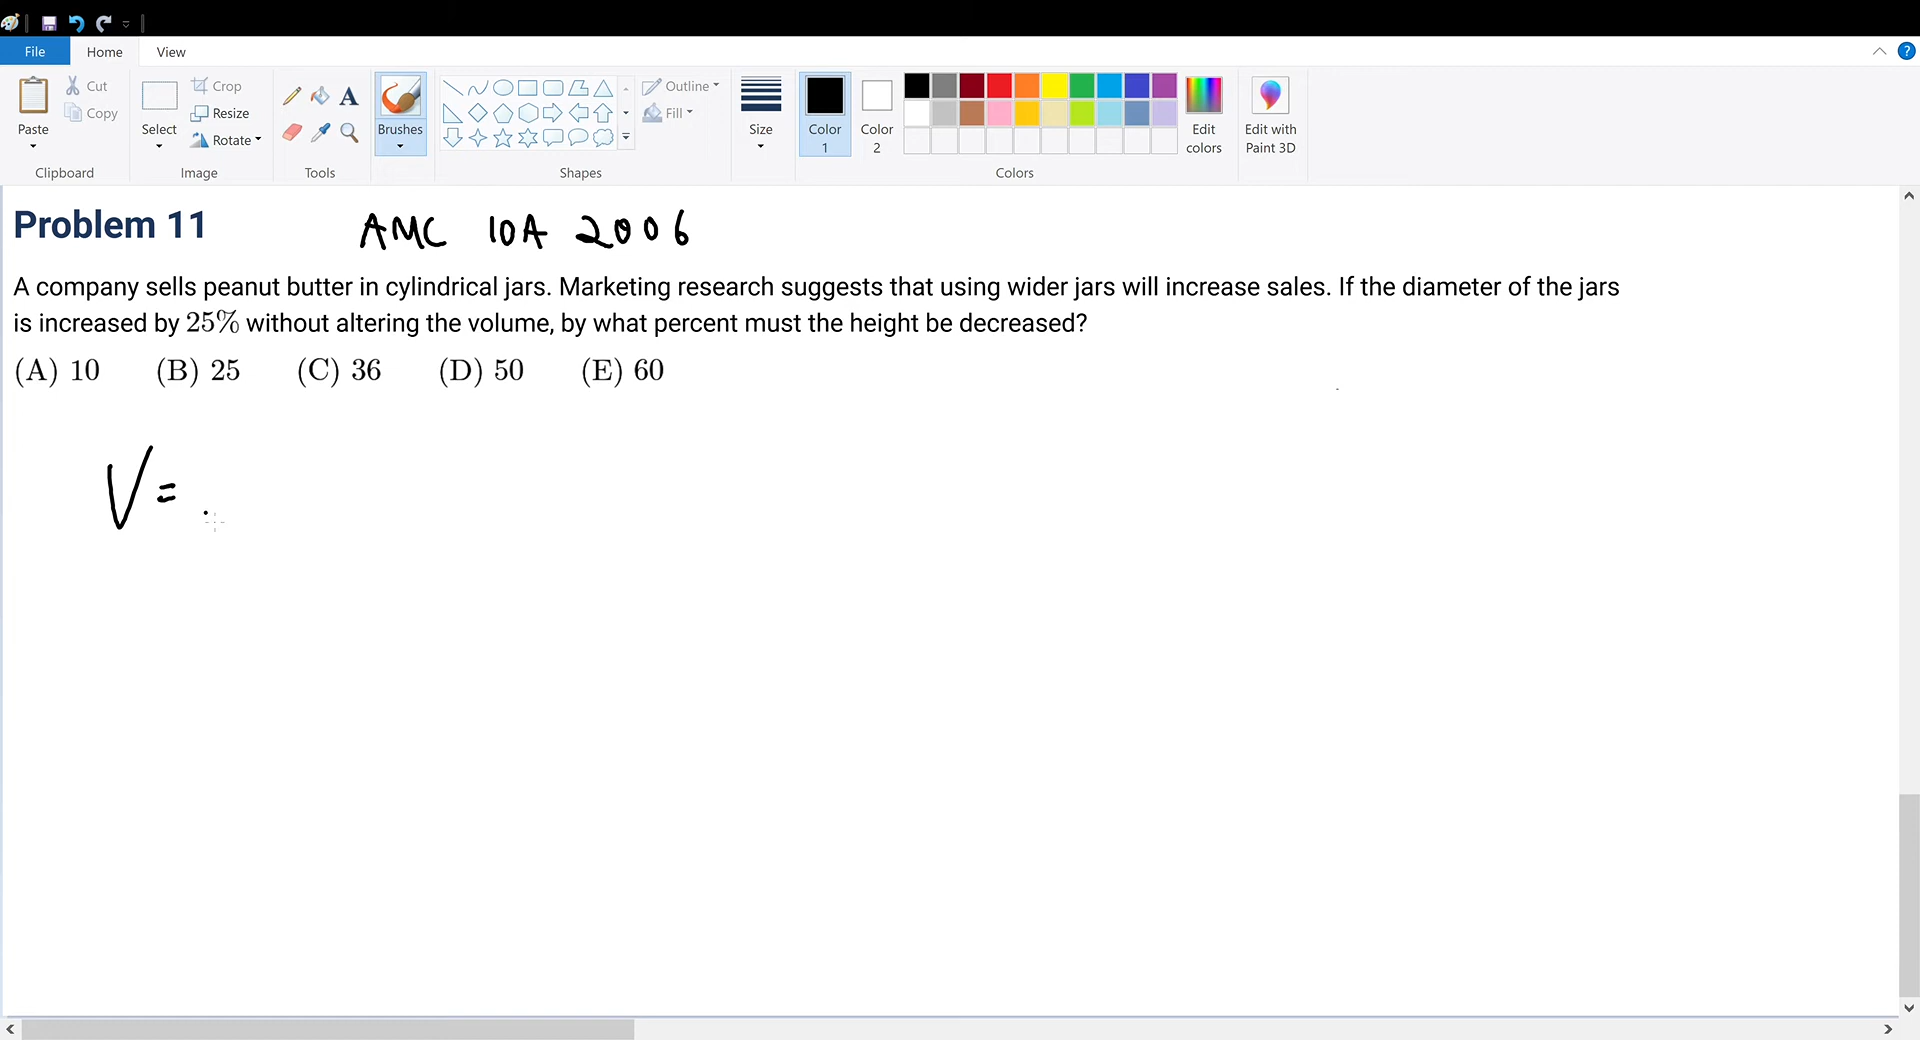 File Home View
Paste Cut Copy Clipboard
Select Crop Resize Rotate Image
A Tools
Brushes
Shapes Outline Fill
Size
Color 1 Color 2 Edit colors Colors
Edit with Paint 3D
?
Problem 11 AMC 10A 2006
A company sells peanut butter in cylindrical jars. Marketing research suggests that using wider jars will increase sales. If the diameter of the jars
is increased by 25% without altering the volume, by what percent must the height be decreased?
(A) 10 (B) 25 (C) 36 (D) 50 (E) 60
V =